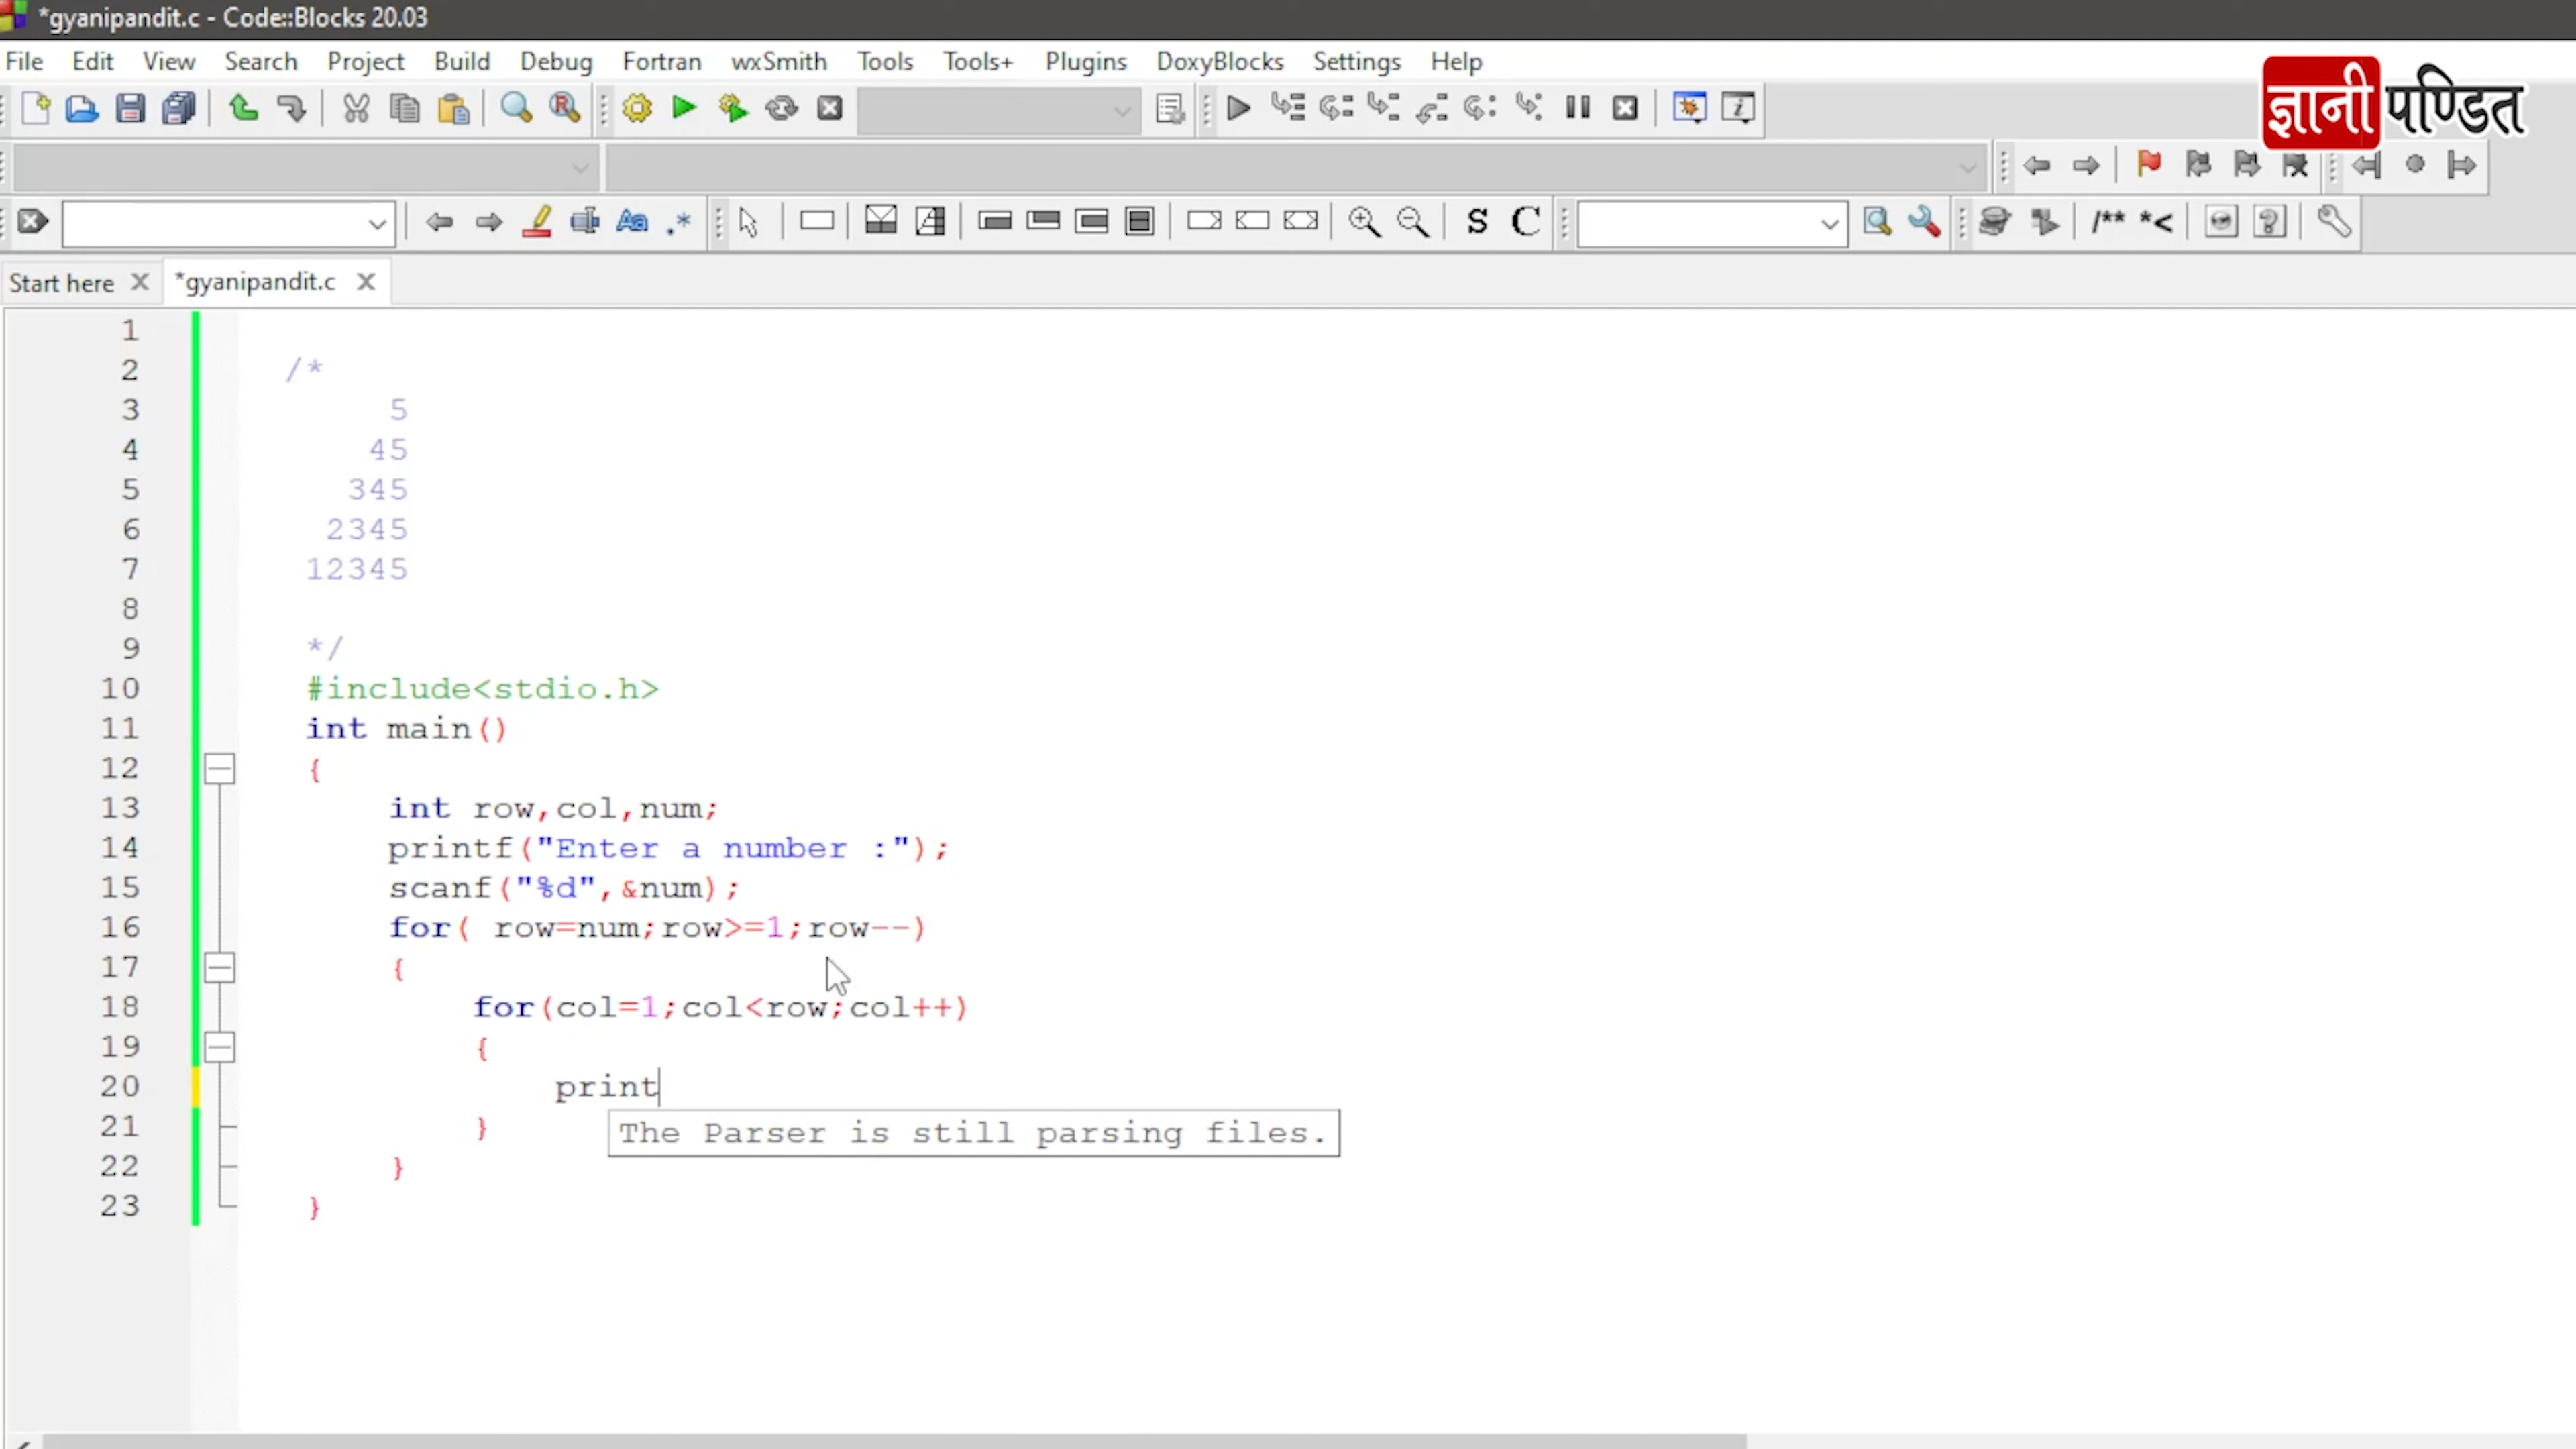 *gyanipandit.c - Code::Blocks 20.03
File Edit View Search Project Build Debug Fortran wxSmith Tools Tools+ Plugins DoxyBlocks Settings Help
ज्ञानी पण्डित
S C /** *<
Start here *gyanipandit.c
1
2 /*
3 5
4 45
5 345
6 2345
7 12345
8
9 */
10 #include<stdio.h>
11 int main()
12 {
13 int row,col,num;
14 printf("Enter a number :");
15 scanf("%d",&num);
16 for( row=num;row>=1;row--)
17 {
18 for(col=1;col<row;col++)
19 {
20 print
21 }
The Parser is still parsing files.
22 }
23 }